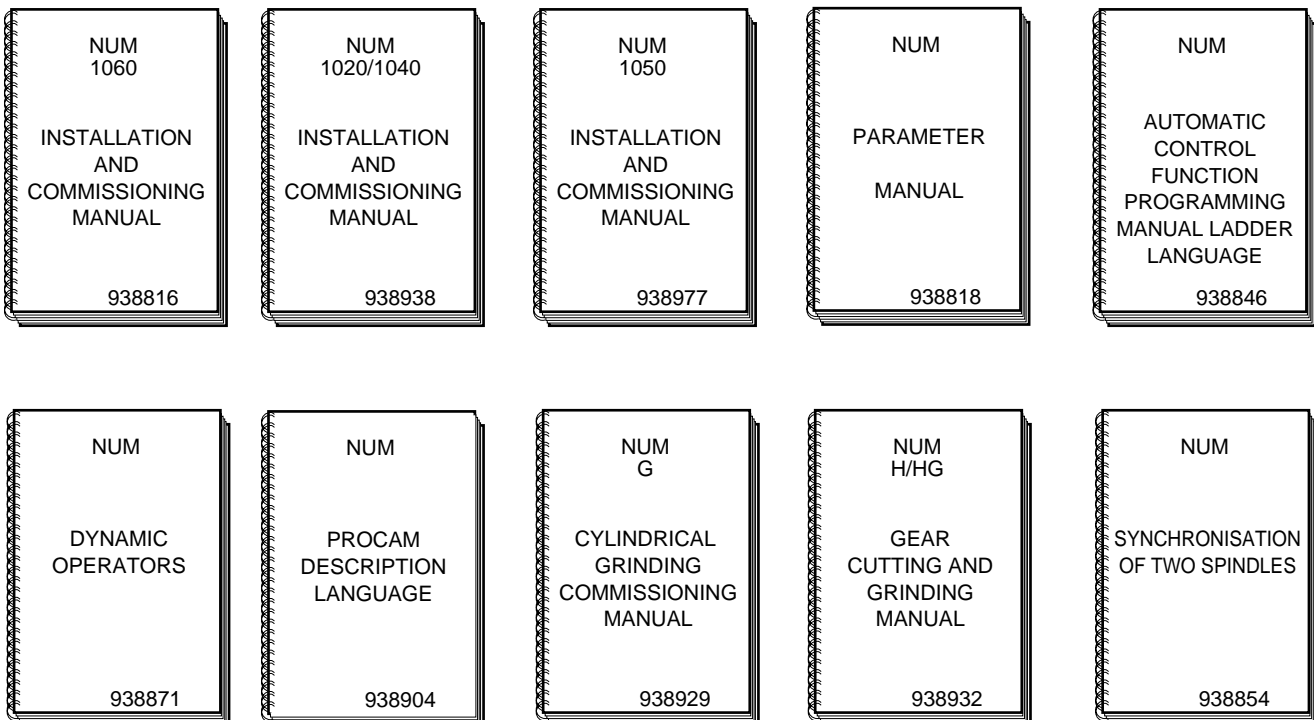 NUM
1060
INSTALLATION
AND
COMMISSIONING
MANUAL
938816
NUM
1020/1040
INSTALLATION
AND
COMMISSIONING
MANUAL
938938
NUM
1050
INSTALLATION
AND
COMMISSIONING
MANUAL
938977
NUM
PARAMETER
MANUAL
938818
NUM
AUTOMATIC
CONTROL
FUNCTION
PROGRAMMING
MANUAL LADDER
LANGUAGE
938846
NUM
DYNAMIC
OPERATORS
938871
NUM
PROCAM
DESCRIPTION
LANGUAGE
938904
NUM
G
CYLINDRICAL
GRINDING
COMMISSIONING
MANUAL
938929
NUM
H/HG
GEAR
CUTTING AND
GRINDING
MANUAL
938932
NUM
SYNCHRONISATION
OF TWO SPINDLES
938854